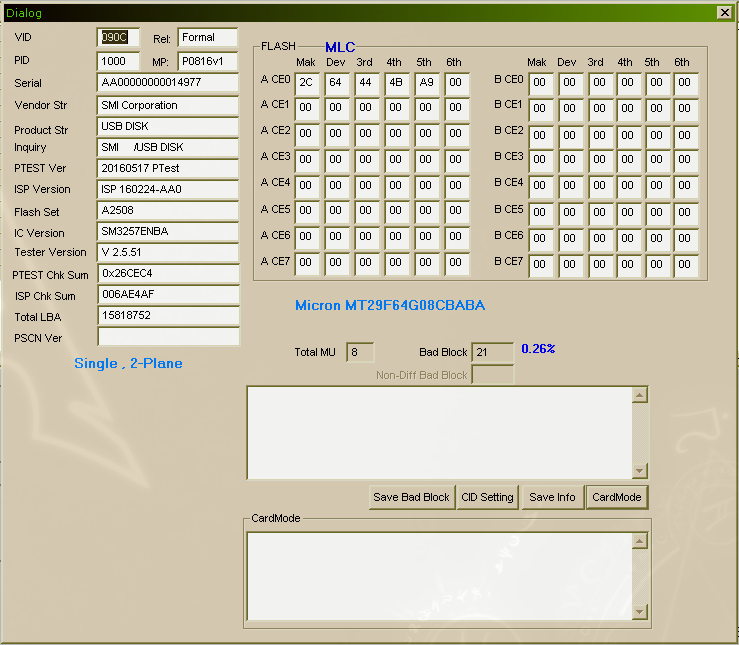 Dialog
VID 090C Rel: Formal
PID 1000 MP: P0816v1
Serial AA00000000014977
Vendor Str SMI Corporation
Product Str USB DISK
Inquiry SMI /USB DISK
PTEST Ver 20160517 PTest
ISP Version ISP 160224-AA0
Flash Set A2508
IC Version SM3257ENBA
Tester Version V 2.5.51
PTEST Chk Sum 0x26CEC4
ISP Chk Sum 006AE4AF
Total LBA 15818752
PSCN Ver
Single , 2-Plane
FLASH MLC
Mak Dev 3rd 4th 5th 6th
A CE0 2C 64 44 4B A9 00
A CE1 00 00 00 00 00 00
A CE2 00 00 00 00 00 00
A CE3 00 00 00 00 00 00
A CE4 00 00 00 00 00 00
A CE5 00 00 00 00 00 00
A CE6 00 00 00 00 00 00
A CE7 00 00 00 00 00 00
Mak Dev 3rd 4th 5th 6th
B CE0 00 00 00 00 00 00
B CE1 00 00 00 00 00 00
B CE2 00 00 00 00 00 00
B CE3 00 00 00 00 00 00
B CE4 00 00 00 00 00 00
B CE5 00 00 00 00 00 00
B CE6 00 00 00 00 00 00
B CE7 00 00 00 00 00 00
Micron MT29F64G08CBABA
Total MU 8 Bad Block 21 0.26%
Non-Diff Bad Block
Save Bad Block CID Setting Save Info CardMode
CardMode